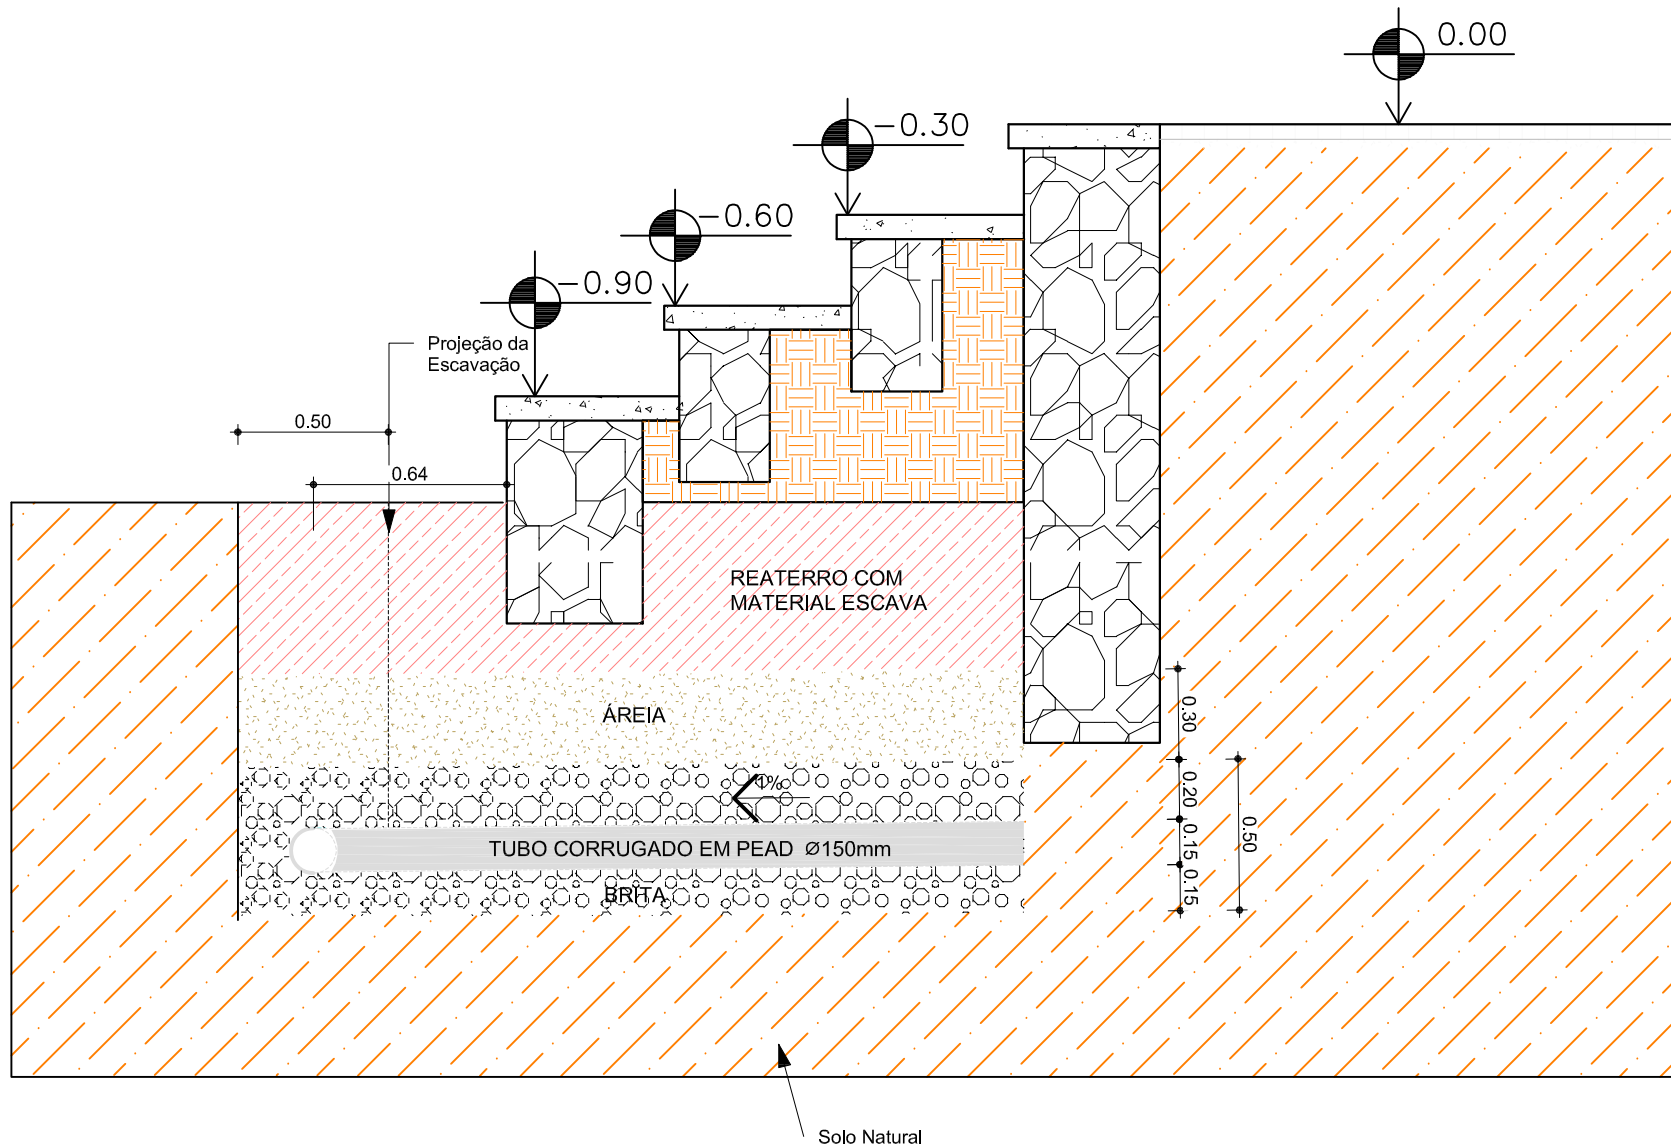 0.00
-0.30
-0.60
-0.90
Projeção da
Escavação
0.50
0.64
REATERRO COM
MATERIAL ESCAVA
0.30
ÁREIA
1%
0.20
0.50
TUBO CORRUGADO EM PEAD Ø150mm
0.15
BRITA
0.15
Solo Natural